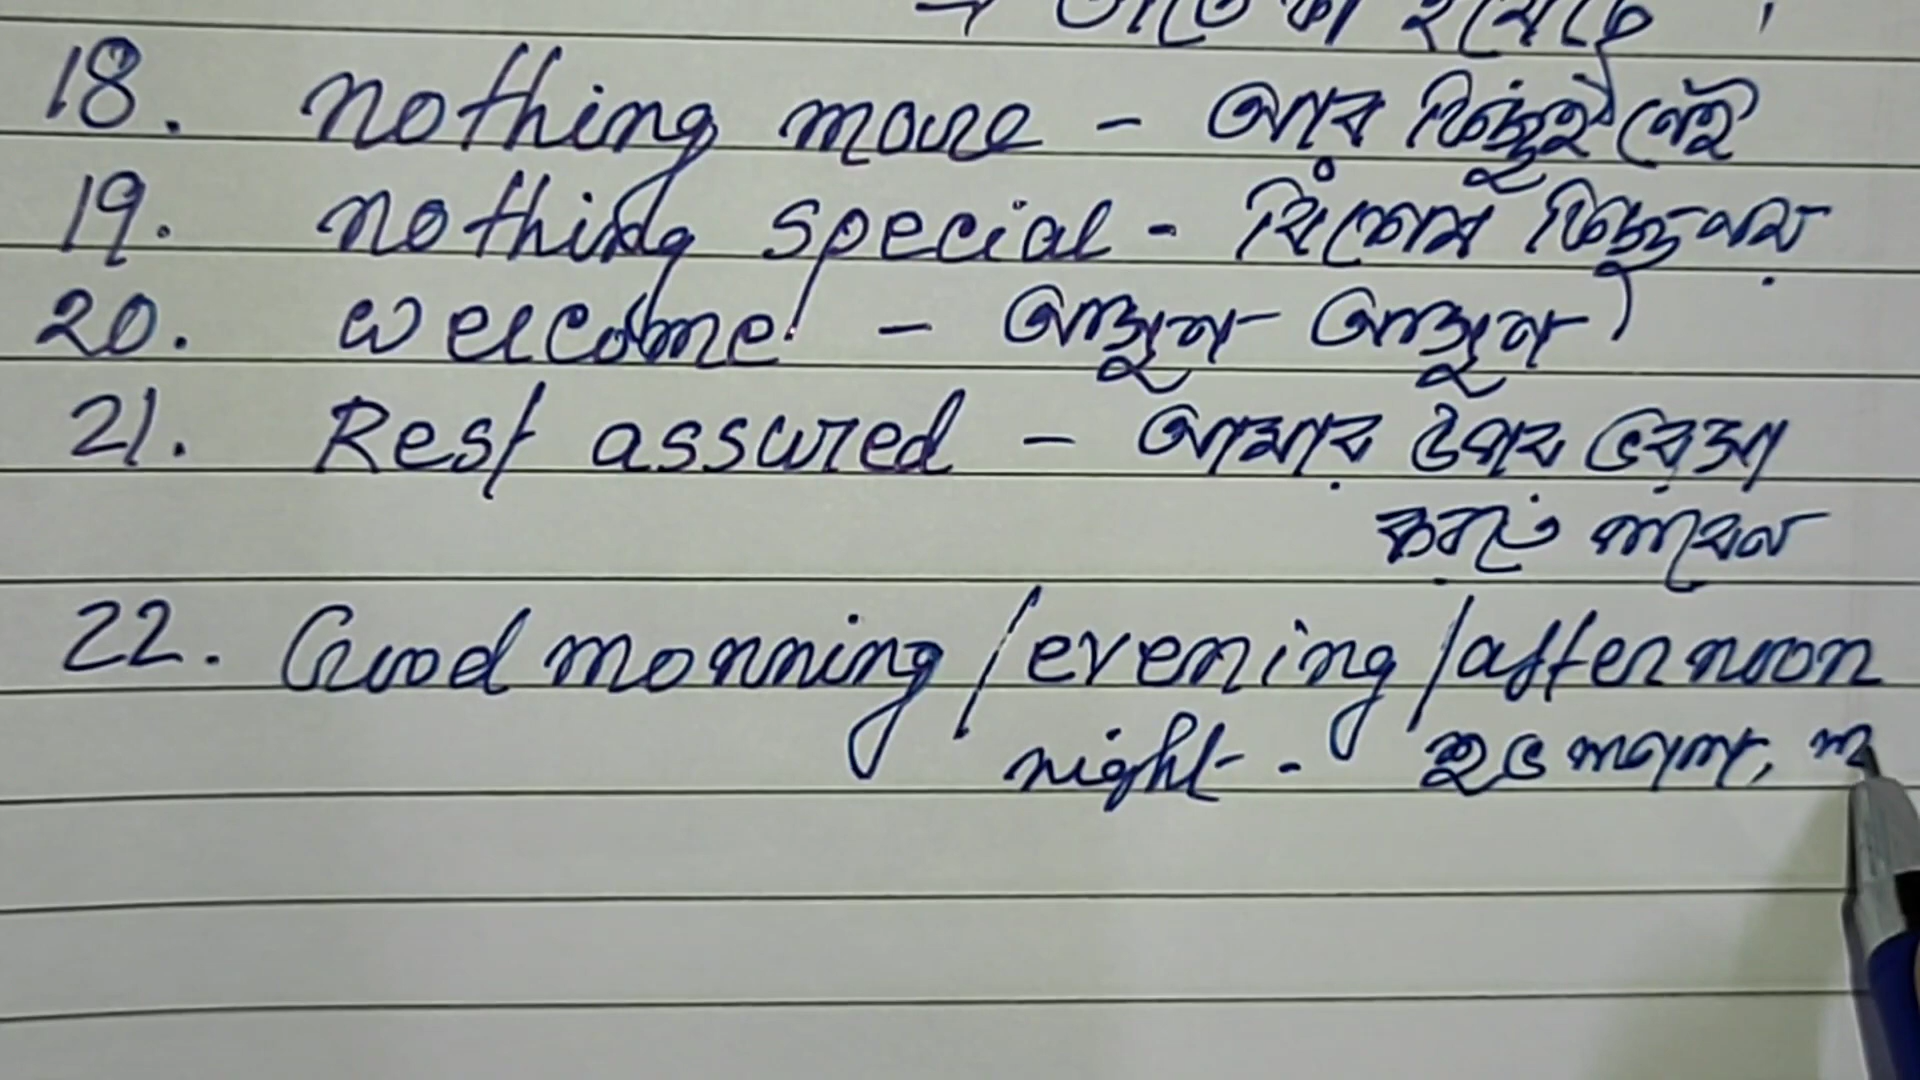 18. nothing more - আর কিছুই নেই
19. nothing special - বিশেষ কিছু নয়
20. welcome! - আসুন আসুন
21. Rest assured - আমার উপর ভরসা
করতে পারেন
22. Good morning / evening / afternoon
night - শুভ সকাল,